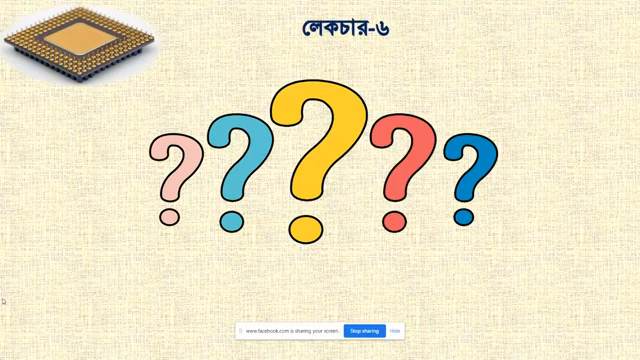 লেকচার-৬
? ? ? ? ?
www.facebook.com is sharing your screen. Stop sharing Hide